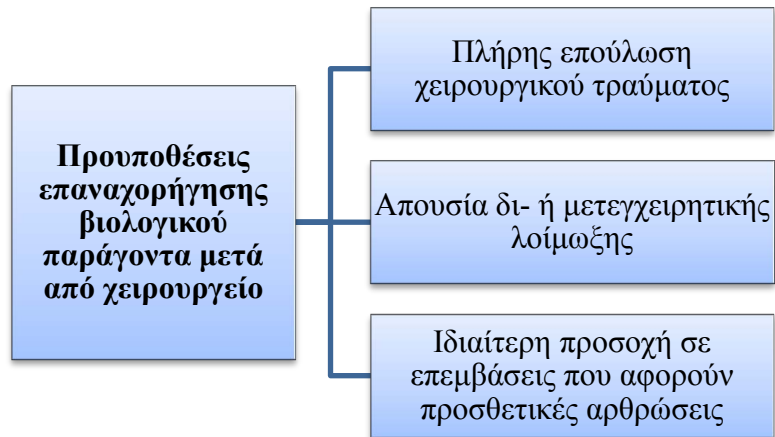 Προυποθέσεις
επαναχορήγησης
βιολογικού
παράγοντα μετά
από χειρουργείο
Πλήρης επούλωση
χειρουργικού τραύματος
Απουσία δι- ή μετεγχειρητικής
λοίμωξης
Ιδιαίτερη προσοχή σε
επεμβάσεις που αφορούν
προσθετικές αρθρώσεις